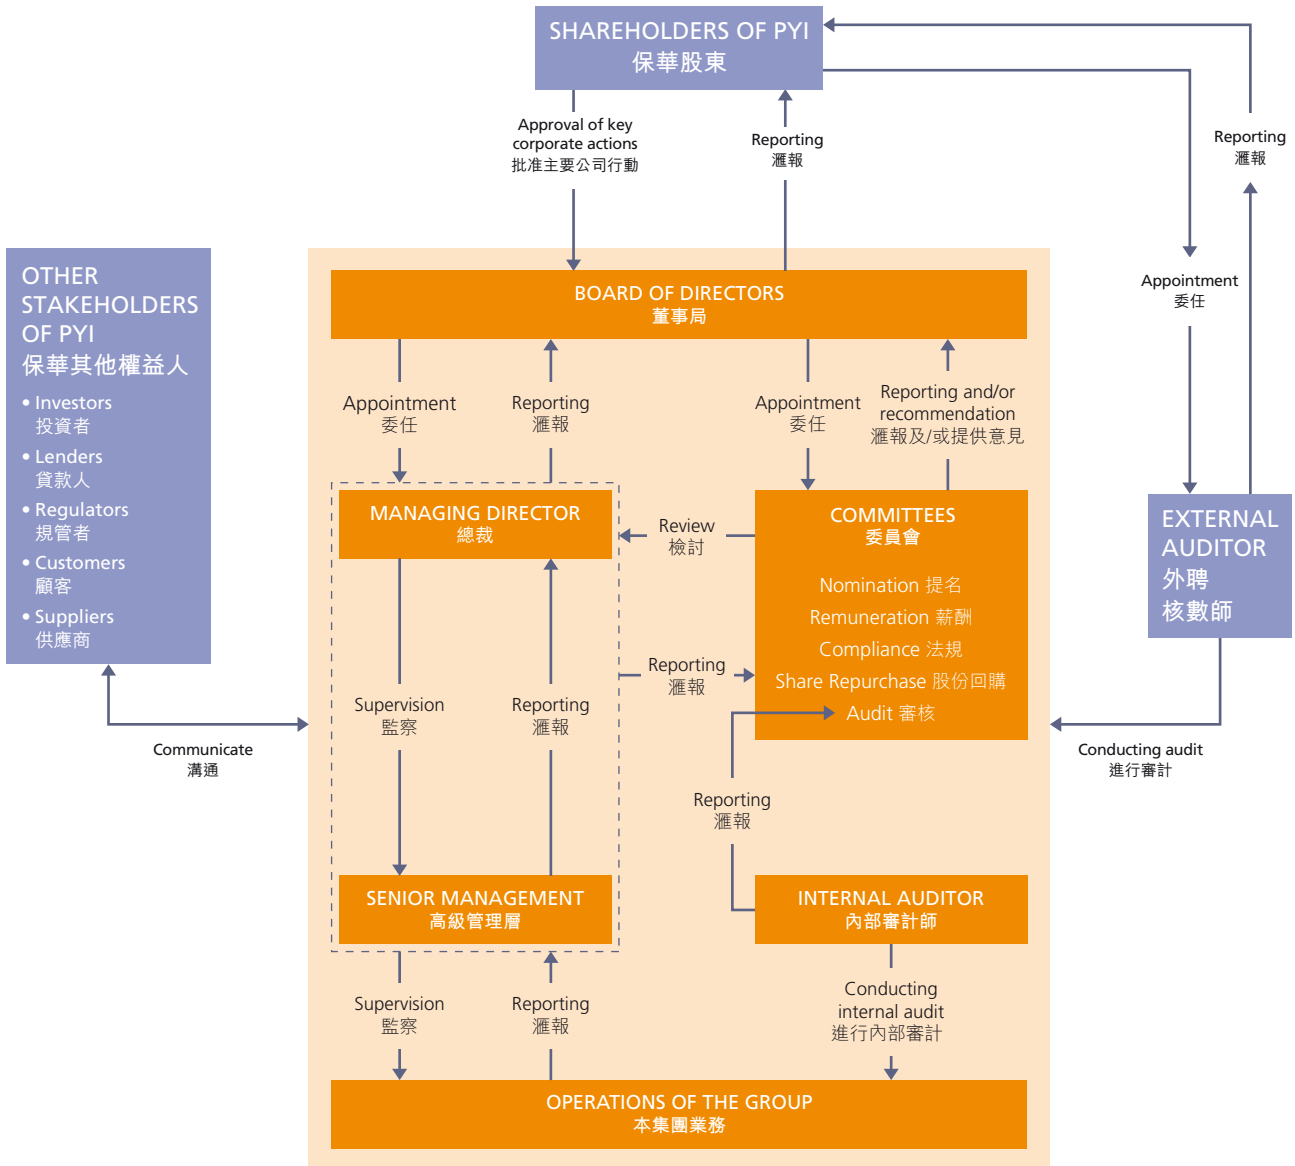 SHAREHOLDERS OF PYI
保華股東
Approval of key
corporate actions
批准主要公司行動
Reporting
滙報
Reporting
滙報
Appointment
委任
OTHER
STAKEHOLDERS
OF PYI
保華其他權益人
• Investors
投資者
• Lenders
貸款人
• Regulators
規管者
• Customers
顧客
• Suppliers
供應商
Communicate
溝通
BOARD OF DIRECTORS
董事局
Appointment
委任
Reporting
滙報
Appointment
委任
Reporting and/or
recommendation
滙報及/或提供意見
MANAGING DIRECTOR
總裁
Review
檢討
COMMITTEES
委員會
Nomination 提名
Remuneration 薪酬
Compliance 法規
Share Repurchase 股份回購
Audit 審核
EXTERNAL
AUDITOR
外聘
核數師
Supervision
監察
Reporting
滙報
Reporting
滙報
Conducting audit
進行審計
Reporting
滙報
SENIOR MANAGEMENT
高級管理層
INTERNAL AUDITOR
內部審計師
Supervision
監察
Reporting
滙報
Conducting
internal audit
進行內部審計
OPERATIONS OF THE GROUP
本集團業務